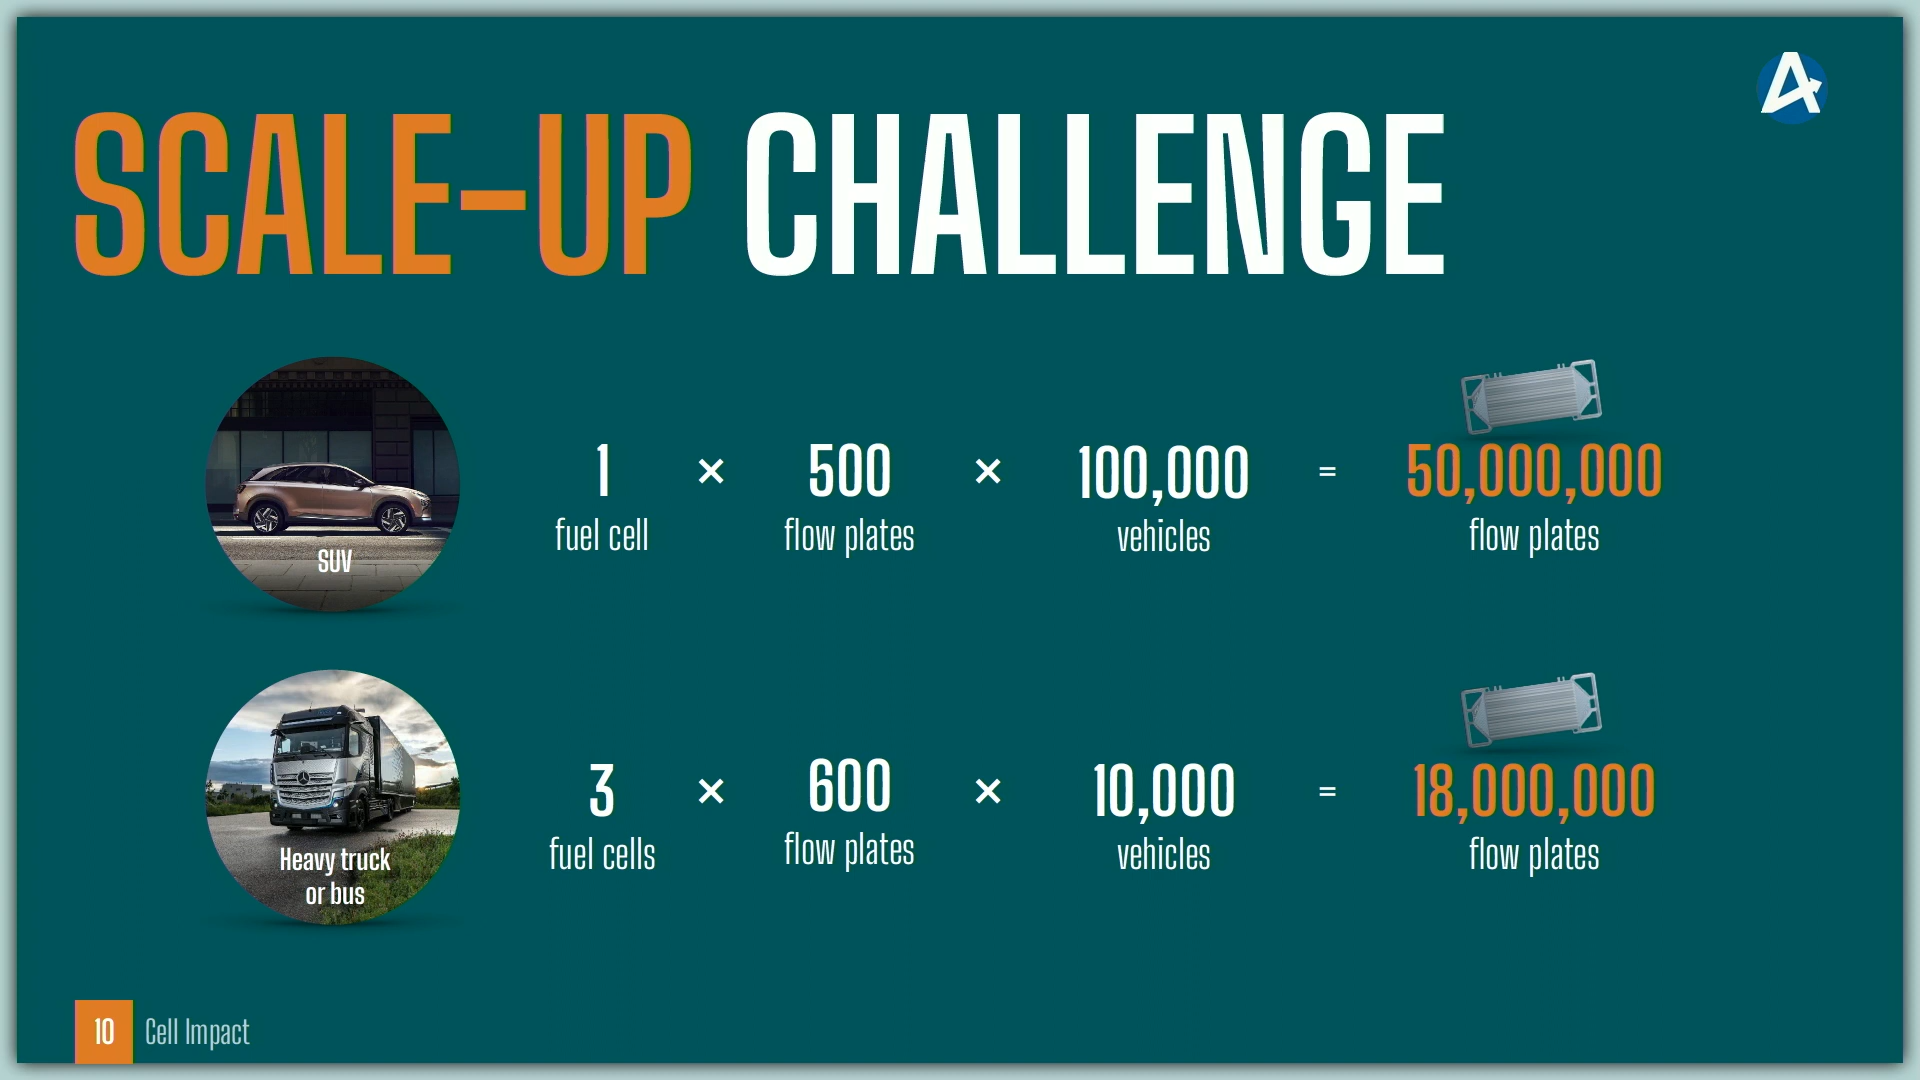 SCALE-UP CHALLENGE
SUV
1 × 500 × 100,000 = 50,000,000
fuel cell flow plates vehicles flow plates
Heavy truck
or bus
3 × 600 × 10,000 = 18,000,000
fuel cells flow plates vehicles flow plates
10 Cell Impact